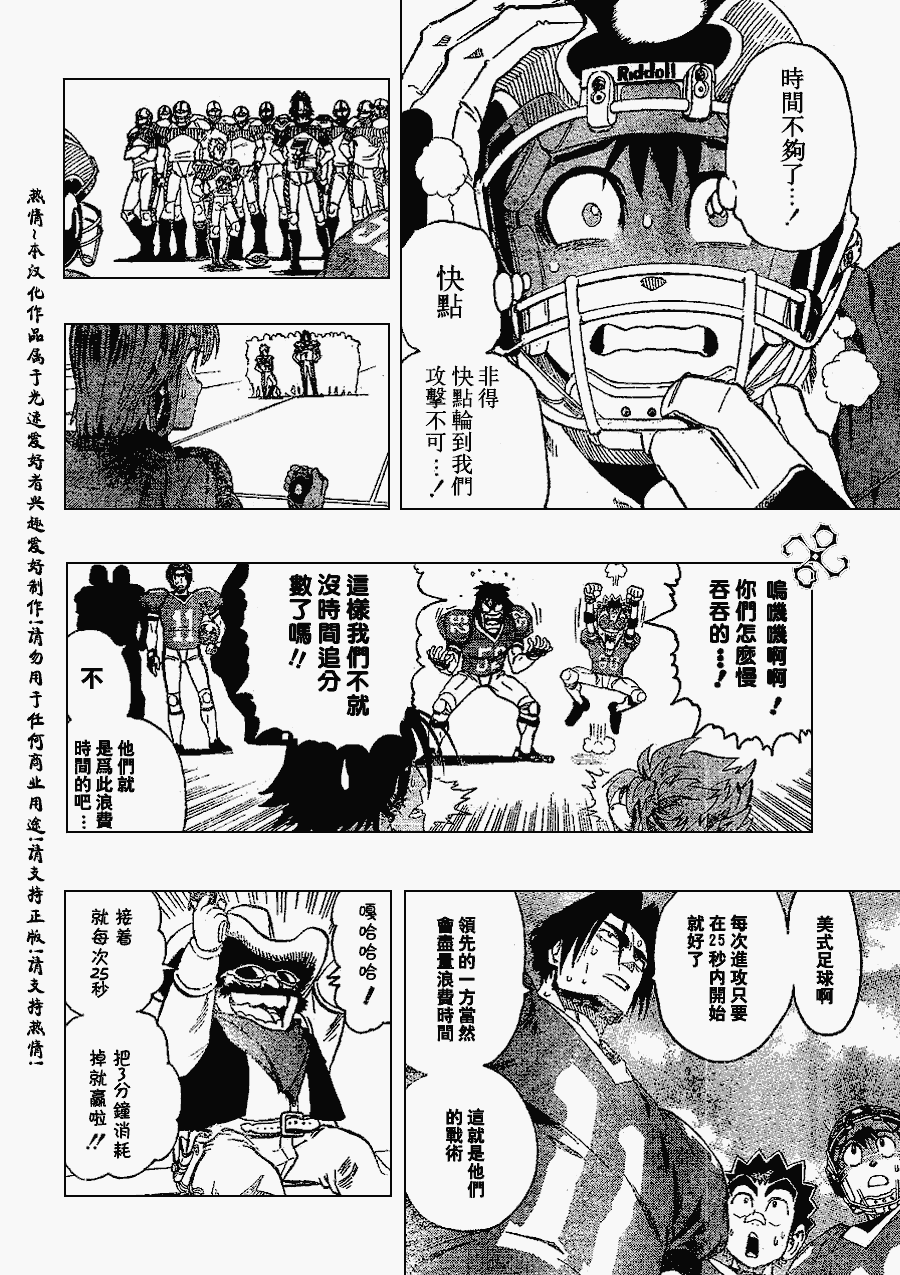 Riddoll
時間不夠了…！
快點
非得
快點輪到我們
攻擊不可…！
嗚嘰嘰啊啊！
你們怎麼慢
吞吞的…！
這樣我們不就
沒時間追分
數了嗎!!
11
不
他們就
是爲此浪費
時間的吧…
美式足球啊
每次進攻只要
在25秒內開始
就好了
領先的一方當然
會盡量浪費時間
這就是他們
的戰術
11
嘎哈哈哈！
接着
就每次25秒
把3分鐘消耗
掉就贏啦!!
热情~本汉化作品属于光速爱好者兴趣爱好制作!请勿用于任何商业用途!请支持正版!请支持热情!